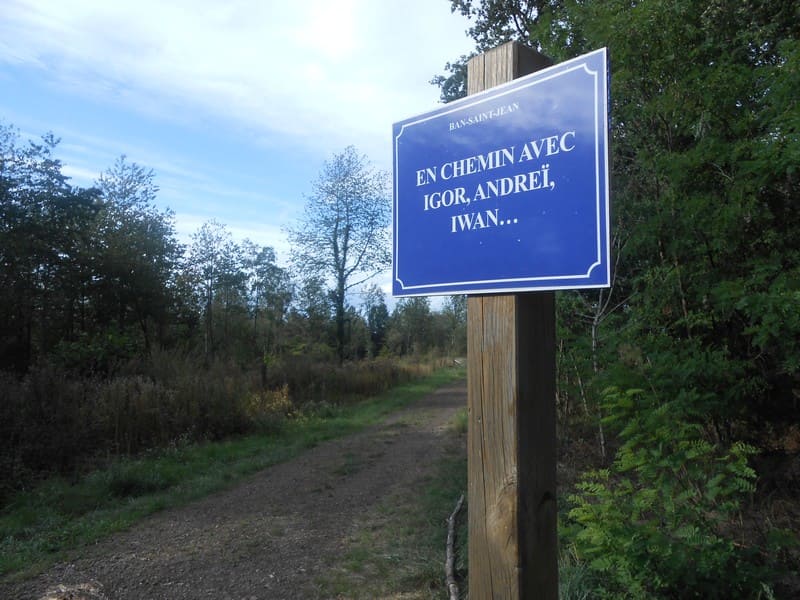 BAN-SAINT-JEAN
EN CHEMIN AVEC
IGOR, ANDREÏ,
IWAN...